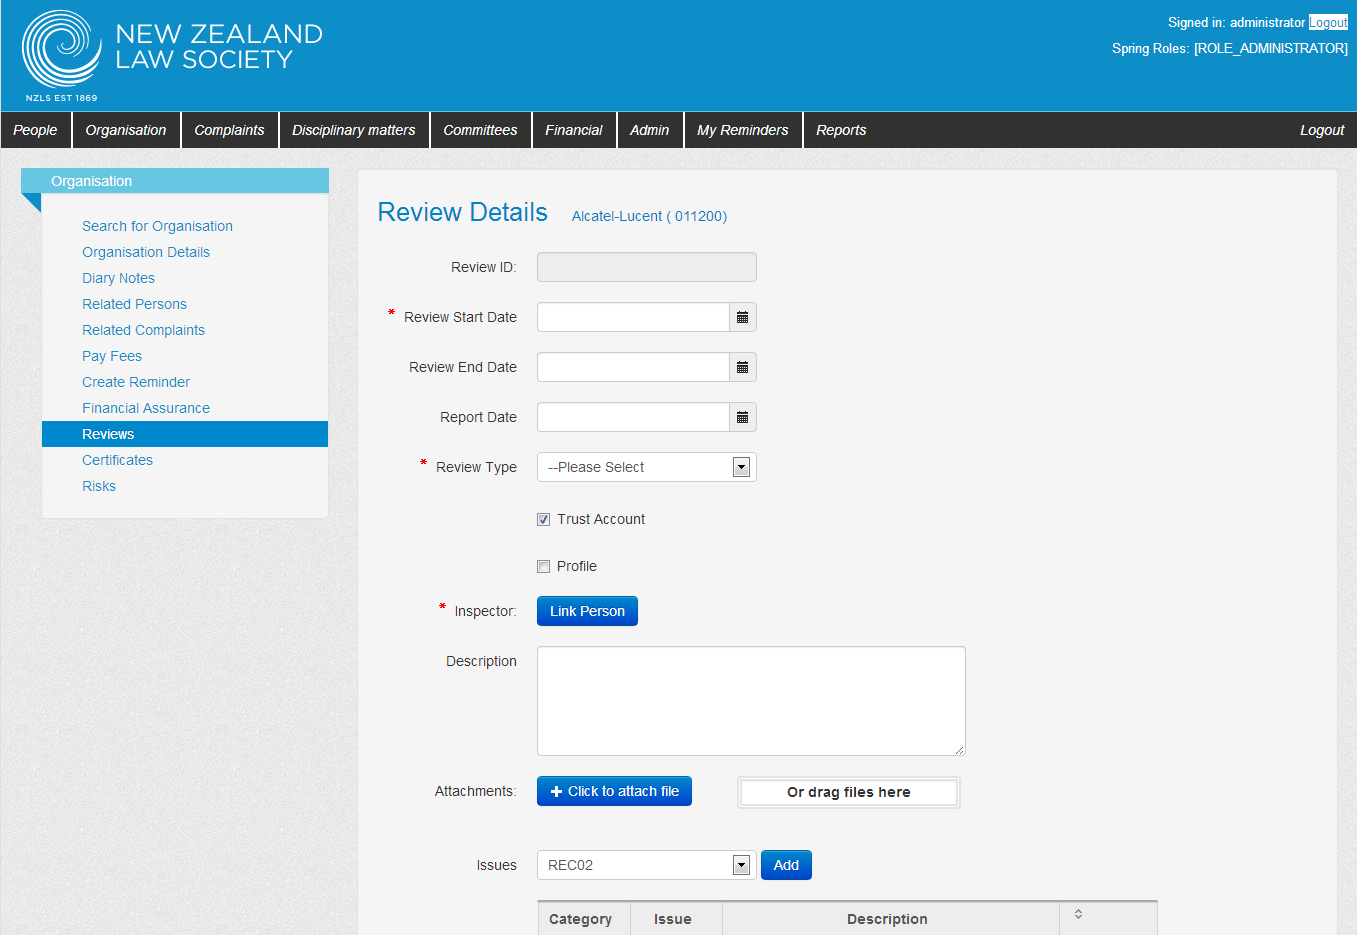 NEW ZEALAND
LAW SOCIETY
NZLS EST 1869
Signed in: administrator Logout
Spring Roles: [ROLE_ADMINISTRATOR]
People Organisation Complaints Disciplinary matters Committees Financial Admin My Reminders Reports Logout
Organisation
Search for Organisation
Organisation Details
Diary Notes
Related Persons
Related Complaints
Pay Fees
Create Reminder
Financial Assurance
Reviews
Certificates
Risks
Review Details Alcatel-Lucent ( 011200)
Review ID:
* Review Start Date
Review End Date
Report Date
* Review Type --Please Select
Trust Account
Profile
* Inspector: Link Person
Description
Attachments: + Click to attach file Or drag files here
Issues REC02 Add
Category Issue Description